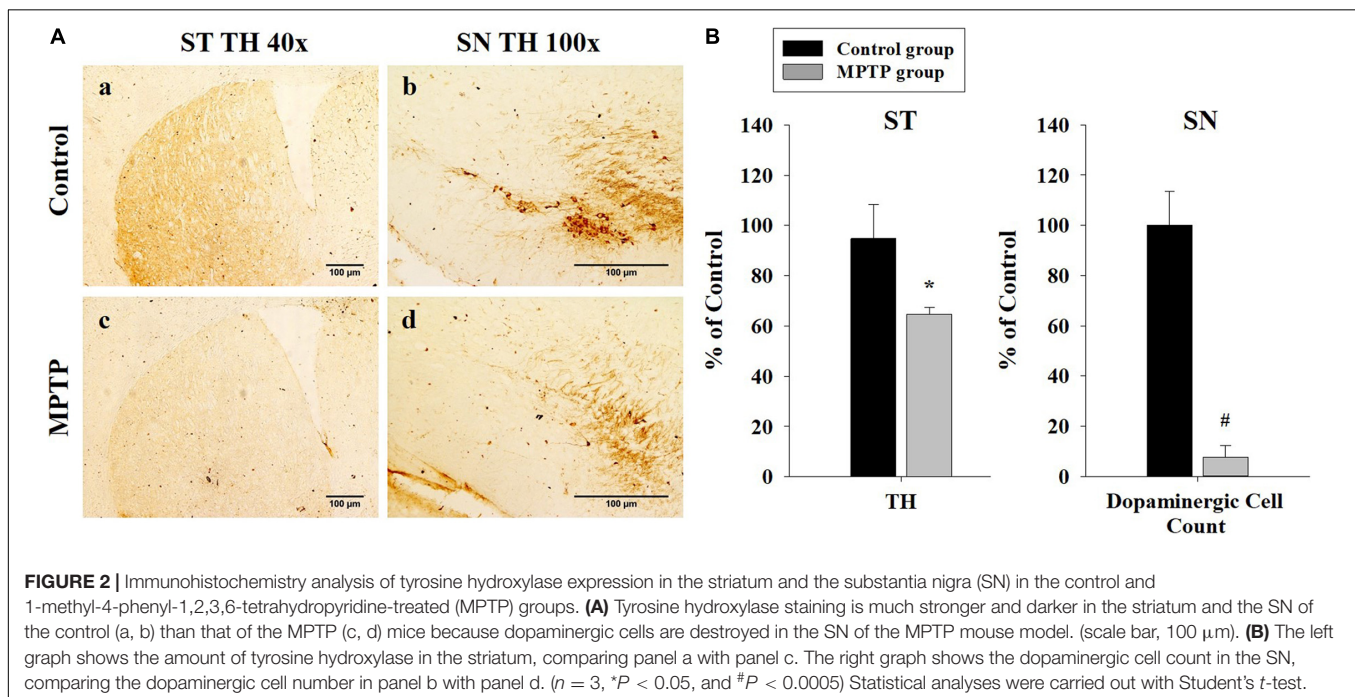 A
ST TH 40x
SN TH 100x
Control
a
100 µm
b
100 µm
MPTP
c
100 µm
d
100 µm
B
Control group
MPTP group
ST
% of Control
140
120
100
80
60
40
20
0
*
TH
SN
% of Control
140
120
100
80
60
40
20
0
#
Dopaminergic Cell
Count
FIGURE 2 | Immunohistochemistry analysis of tyrosine hydroxylase expression in the striatum and the substantia nigra (SN) in the control and
1-methyl-4-phenyl-1,2,3,6-tetrahydropyridine-treated (MPTP) groups. (A) Tyrosine hydroxylase staining is much stronger and darker in the striatum and the SN of
the control (a, b) than that of the MPTP (c, d) mice because dopaminergic cells are destroyed in the SN of the MPTP mouse model. (scale bar, 100 µm). (B) The left
graph shows the amount of tyrosine hydroxylase in the striatum, comparing panel a with panel c. The right graph shows the dopaminergic cell count in the SN,
comparing the dopaminergic cell number in panel b with panel d. (n = 3, *P < 0.05, and #P < 0.0005) Statistical analyses were carried out with Student's t-test.